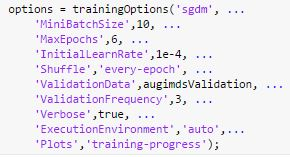 options = trainingOptions('sgdm', ...
'MiniBatchSize',10, ...
'MaxEpochs',6, ...
'InitialLearnRate',1e-4, ...
'Shuffle','every-epoch', ...
'ValidationData',augimdsValidation, ...
'ValidationFrequency',3, ...
'Verbose',true, ...
'ExecutionEnvironment','auto',...
'Plots','training-progress');